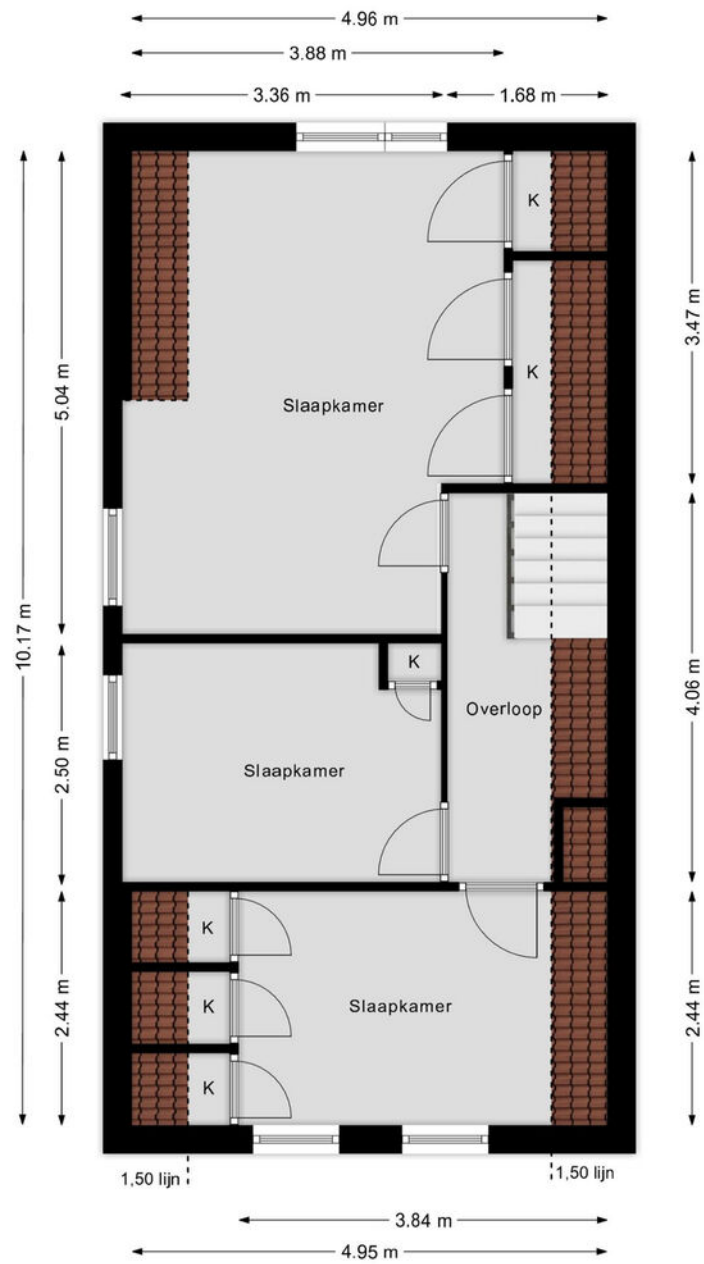 4.96 m
3.88 m
3.36 m
1.68 m
K
3.47 m
K
5.04 m
Slaapkamer
10.17 m
K
4.06 m
Overloop
2.50 m
Slaapkamer
K
2.44 m
K
Slaapkamer
2.44 m
K
1,50 lijn
1,50 lijn
3.84 m
4.95 m